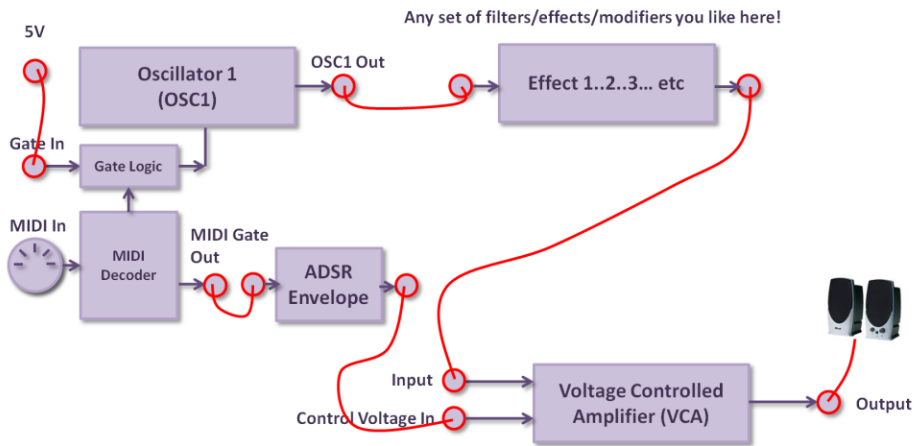 Any set of filters/effects/modifiers you like here!
5V
Oscillator 1
(OSC1)
OSC1 Out
Effect 1..2..3... etc
Gate In
Gate Logic
MIDI In
MIDI
Decoder
MIDI Gate
Out
ADSR
Envelope
Input
Control Voltage In
Voltage Controlled
Amplifier (VCA)
Output